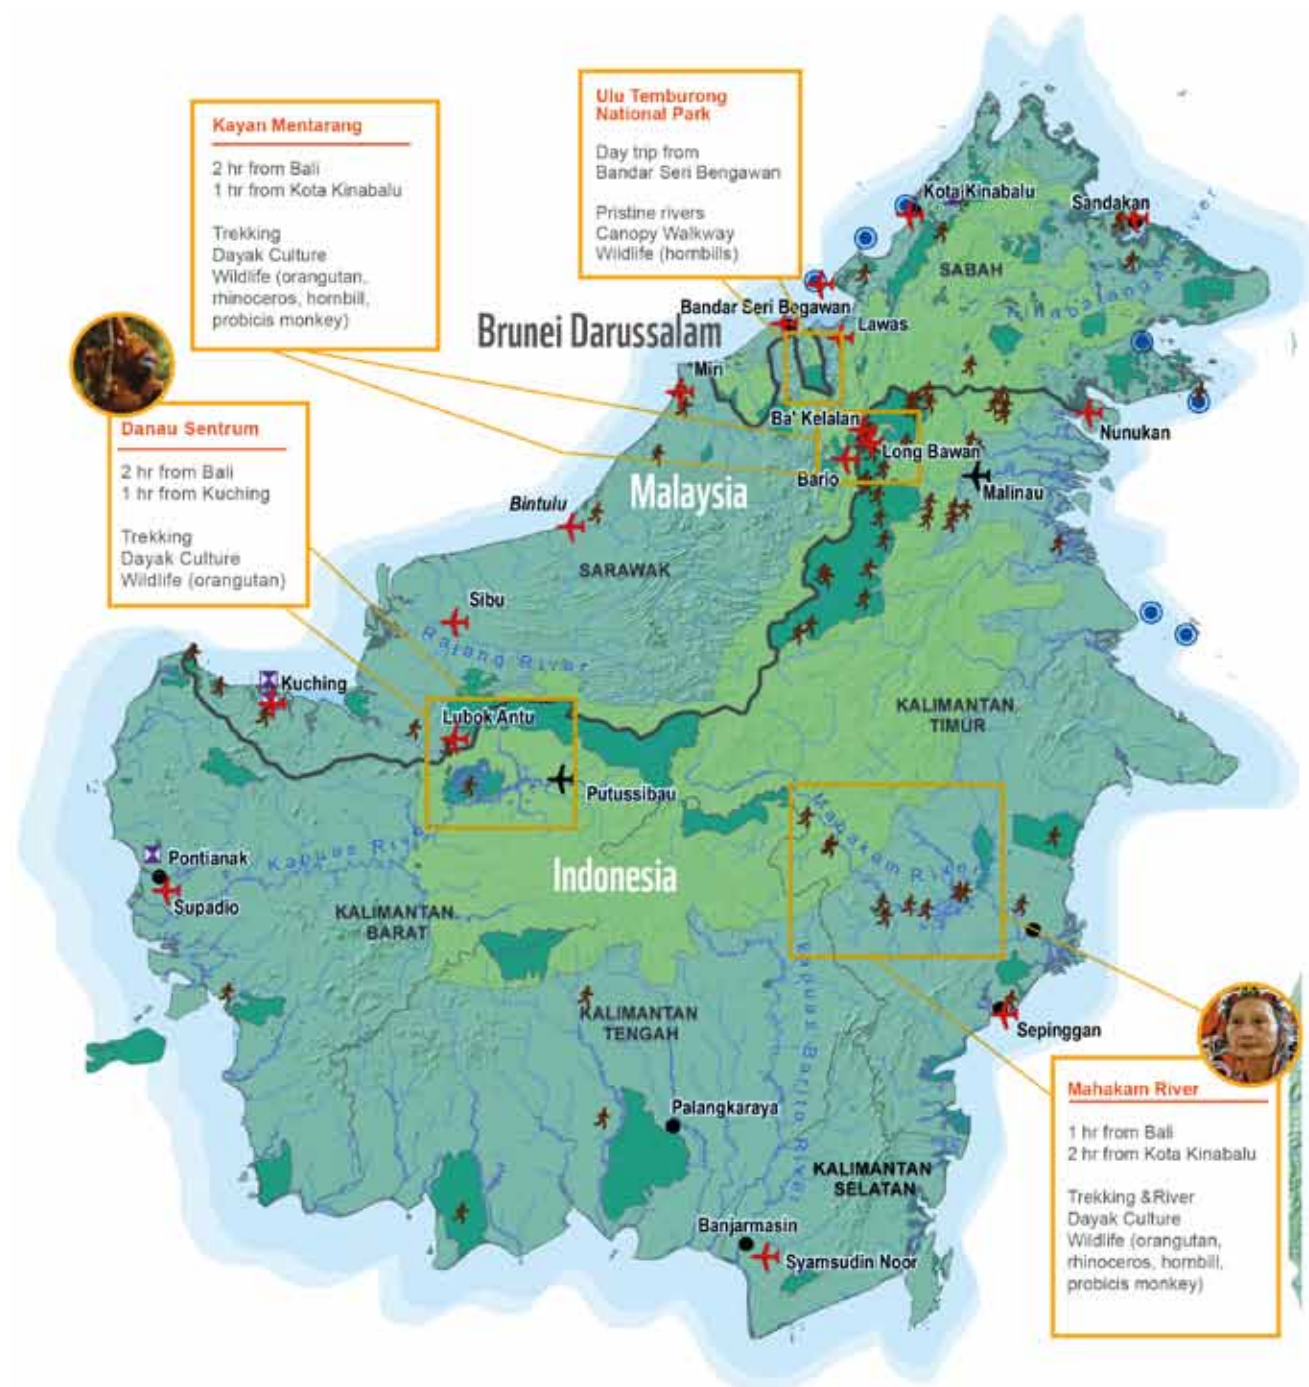 Kayan Mentarang
2 hr from Bali
1 hr from Kota Kinabalu
Trekking
Dayak Culture
Wildlife (orangutan,
rhinoceros, hornbill,
probicis monkey)
Ulu Temburong
National Park
Day trip from
Bandar Seri Bengawan
Pristine rivers
Canopy Walkway
Wildlife (hornbills)
Danau Sentrum
2 hr from Bali
1 hr from Kuching
Trekking
Dayak Culture
Wildlife (orangutan)
Kota Kinabalu
Sandakan
SABAH
Kinabatangan River
Bandar Seri Begawan
Brunei Darussalam
Lawas
Miri
Ba' Kelalan
Nunukan
Long Bawan
Bario
Malinau
Malaysia
Bintulu
SARAWAK
Sibu
Rajang River
Kuching
Lubok Antu
KALIMANTAN
TIMUR
Putussibau
Mahakam River
Pontianak
Kapuas River
Supadio
Indonesia
KALIMANTAN
BARAT
Kapuas Barito River
KALIMANTAN
TENGAH
Sepinggan
Palangkaraya
KALIMANTAN
SELATAN
Banjarmasin
Syamsudin Noor
Mahakam River
1 hr from Bali
2 hr from Kota Kinabalu
Trekking &River
Dayak Culture
Wildlife (orangutan,
rhinoceros, hornbill,
probicis monkey)